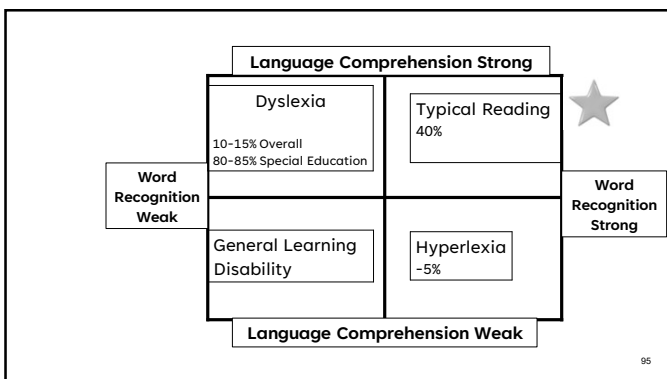 Language Comprehension Strong
Dyslexia
10-15% Overall
80-85% Special Education
Typical Reading
40%
Word
Recognition
Weak
Word
Recognition
Strong
General Learning
Disability
Hyperlexia
-5%
Language Comprehension Weak
95